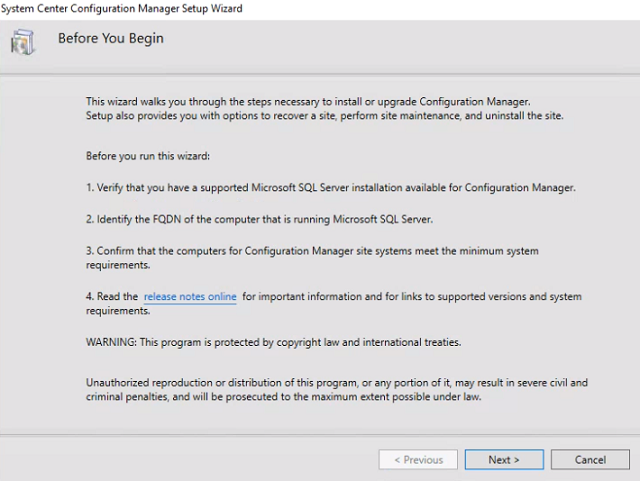 System Center Configuration Manager Setup Wizard
Before You Begin
This wizard walks you through the steps necessary to install or upgrade Configuration Manager.
Setup also provides you with options to recover a site, perform site maintenance, and uninstall the site.
Before you run this wizard:
1. Verify that you have a supported Microsoft SQL Server installation available for Configuration Manager.
2. Identify the FQDN of the computer that is running Microsoft SQL Server.
3. Confirm that the computers for Configuration Manager site systems meet the minimum system
requirements.
4. Read the release notes online for important information and for links to supported versions and system
requirements.
WARNING: This program is protected by copyright law and international treaties.
Unauthorized reproduction or distribution of this program, or any portion of it, may result in severe civil and
criminal penalties, and will be prosecuted to the maximum extent possible under law.
< Previous Next > Cancel